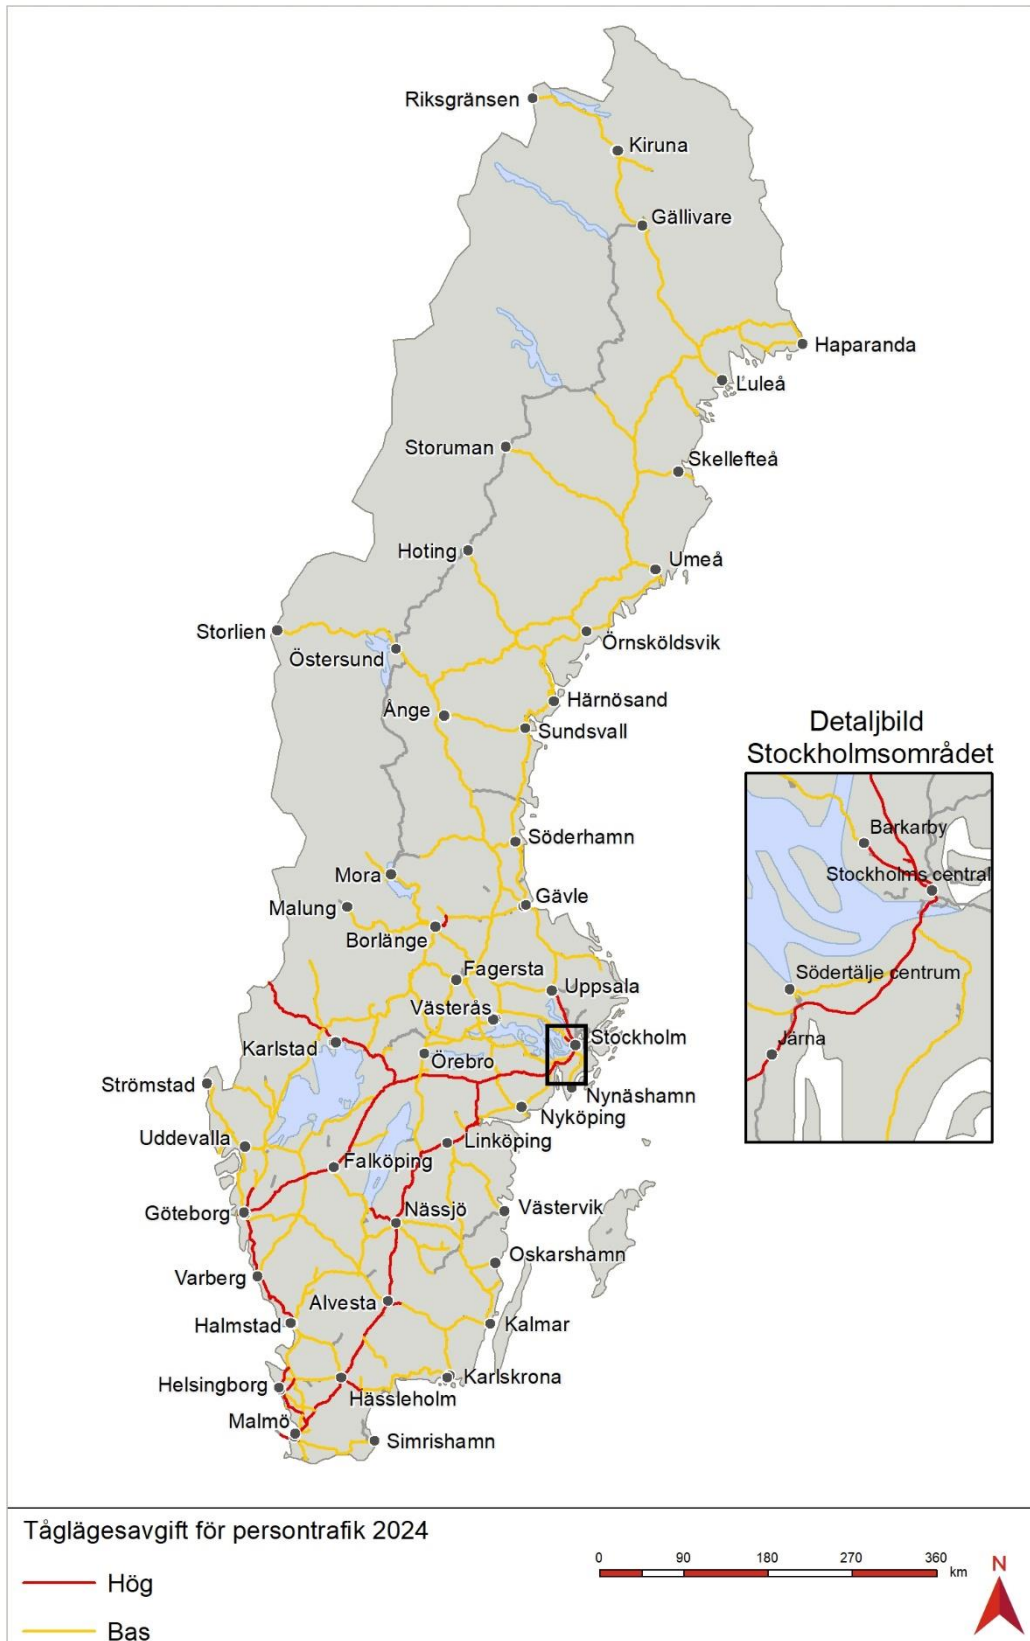 Riksgränsen
Kiruna
Gällivare
Haparanda
Luleå
Storuman
Skellefteå
Hoting
Umeå
Storlien
Örnsköldsvik
Östersund
Härnösand
Ånge
Sundsvall
Detaljbild
Stockholmsområdet
Barkarby
Stockholms central
Södertälje centrum
Järna
Söderhamn
Mora
Malung
Gävle
Borlänge
Fagersta
Uppsala
Västerås
Stockholm
Karlstad
Örebro
Strömstad
Nynäshamn
Nyköping
Uddevalla
Linköping
Falköping
Göteborg
Nässjö
Västervik
Oskarshamn
Varberg
Alvesta
Halmstad
Kalmar
Helsingborg
Karlskrona
Hässleholm
Malmö
Simrishamn
Tåglägesavgift för persontrafik 2024
Hög
Bas
0 90 180 270 360
km
N